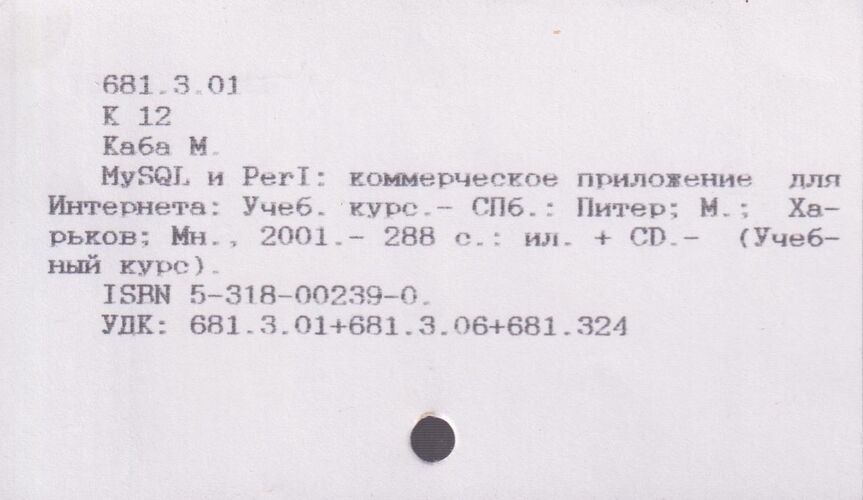 681.3.01
К 12
Каба М.
MySQL и PerI: коммерческое приложение для
Интернета: Учеб. курс.- СПб.: Питер; М.; Ха-
рьков; Мн., 2001.- 288 с.: ил. + CD.- (Учеб-
ный курс).
ISBN 5-318-00239-0.
УДК: 681.3.01+681.3.06+681.324